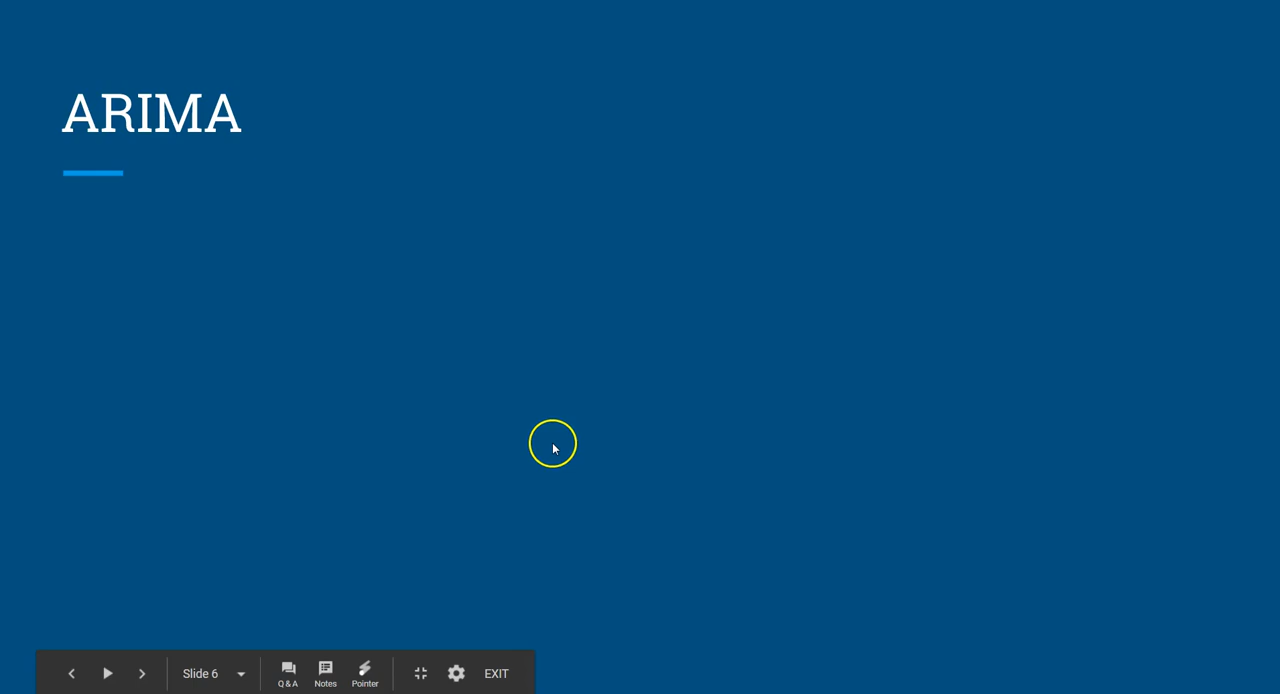 ARIMA
Slide 6
Q & A
Notes
Pointer
EXIT